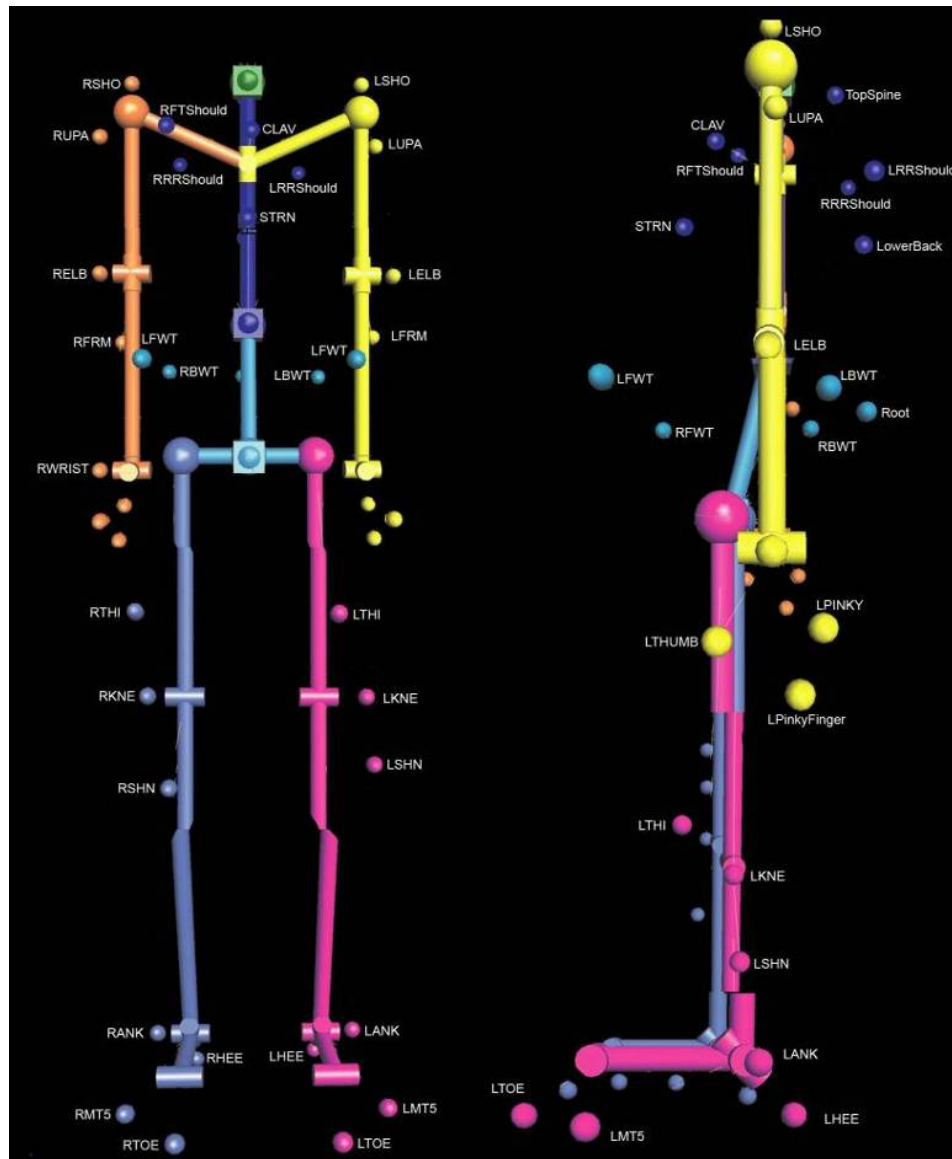 RSHO
LSHO
RFTShould
RUPA
CLAV
LUPA
RRRShould
LRRShould
STRN
RELB
LELB
RFRM
LFWT
LFWT
LFRM
RBWT
LBWT
RWRIST
RTHI
LTHI
RKNE
LKNE
RSHN
LSHN
RANK
LANK
RHEE
LHEE
RMT5
LMT5
RTOE
LTOE
LSHO
TopSpine
LUPA
CLAV
RFTShould
LRRShould
RRRShould
STRN
LowerBack
LELB
LFWT
LBWT
Root
RFWT
RBWT
LPINKY
LTHUMB
LPinkyFinger
LTHI
LKNE
LSHN
LANK
LTOE
LMT5
LHEE